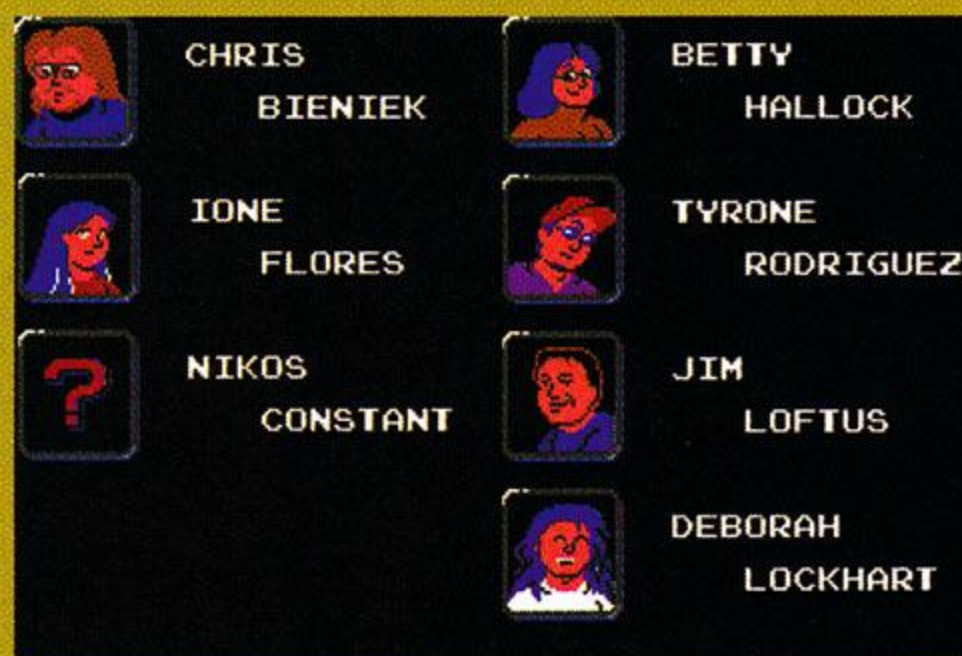 CHRIS
BIENIEK
IONE
FLORES
?
NIKOS
CONSTANT
BETTY
HALLOCK
TYRONE
RODRIGUEZ
JIM
LOFTUS
DEBORAH
LOCKHART